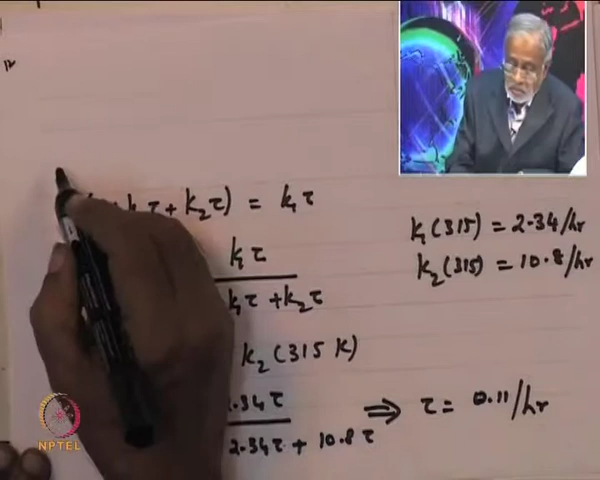 k₁τ + k₂τ) = k₁τ
k₁(315) = 2.34/hr
k₁τ
k₂(315) = 10.8/hr
k₁τ + k₂τ
k₂(315 K)
.34τ
⇒ τ = 0.11/hr
2.34τ + 10.8τ
NPTEL